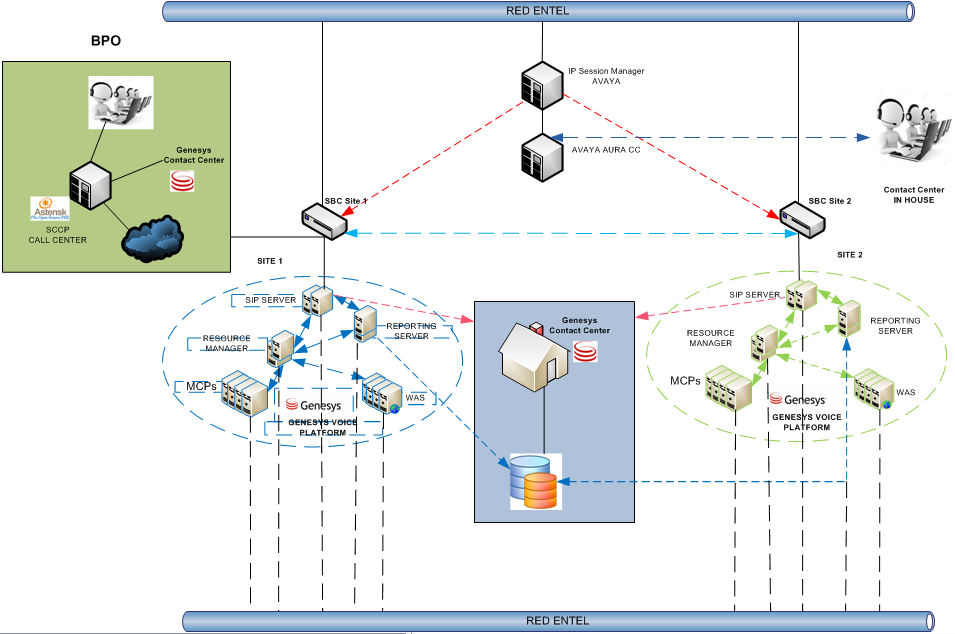 RED ENTEL
BPO
IP Session Manager
AVAYA
AVAYA AURA CC
Genesys
Contact Center
Asterisk
SCCP
CALL CENTER
SBC Site 1
SBC Site 2
Contact Center
IN HOUSE
SITE 1
SITE 2
SIP SERVER
REPORTING
SERVER
RESOURCE
MANAGER
MCPs
WAS
Genesys
GENESYS VOICE
PLATFORM
Genesys
Contact Center
SIP SERVER
REPORTING
SERVER
RESOURCE
MANAGER
MCPs
WAS
Genesys
GENESYS VOICE
PLATFORM
RED ENTEL